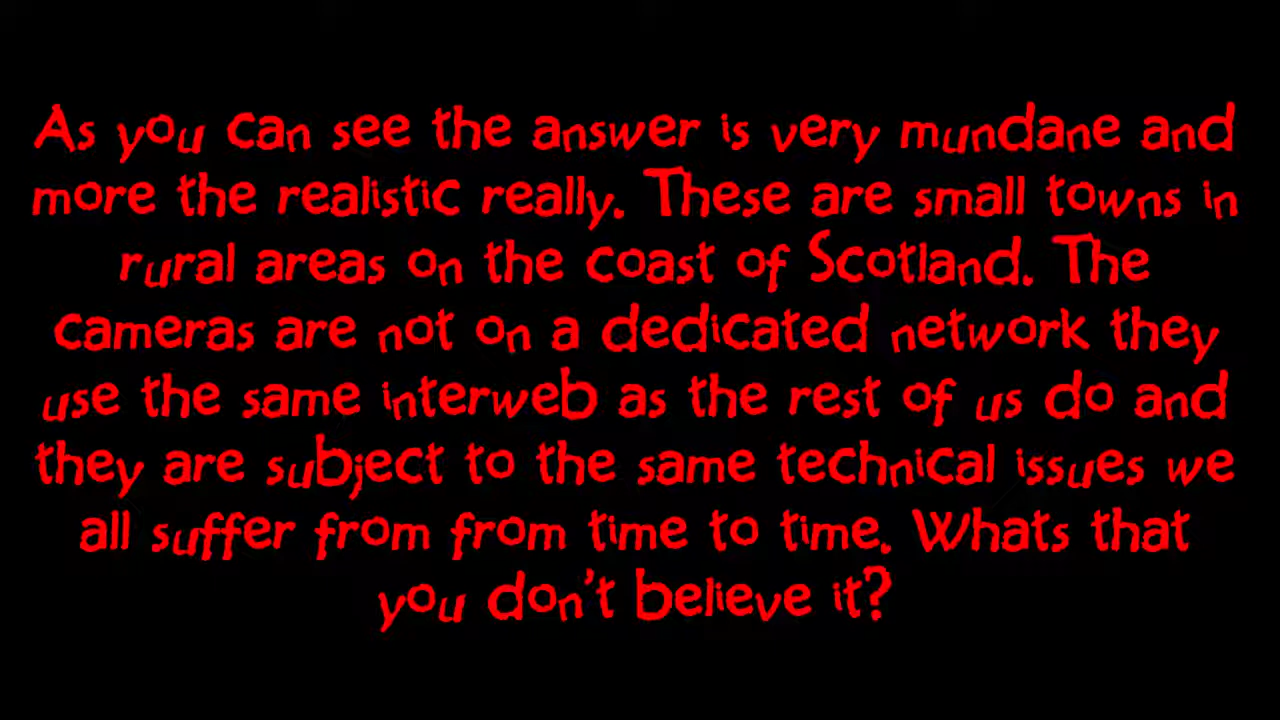 As you can see the answer is very mundane and
more the realistic really. These are small towns in
rural areas on the coast of Scotland. The
cameras are not on a dedicated network they
use the same interweb as the rest of us do and
they are subject to the same technical issues we
all suffer from from time to time. Whats that
you don't believe it?